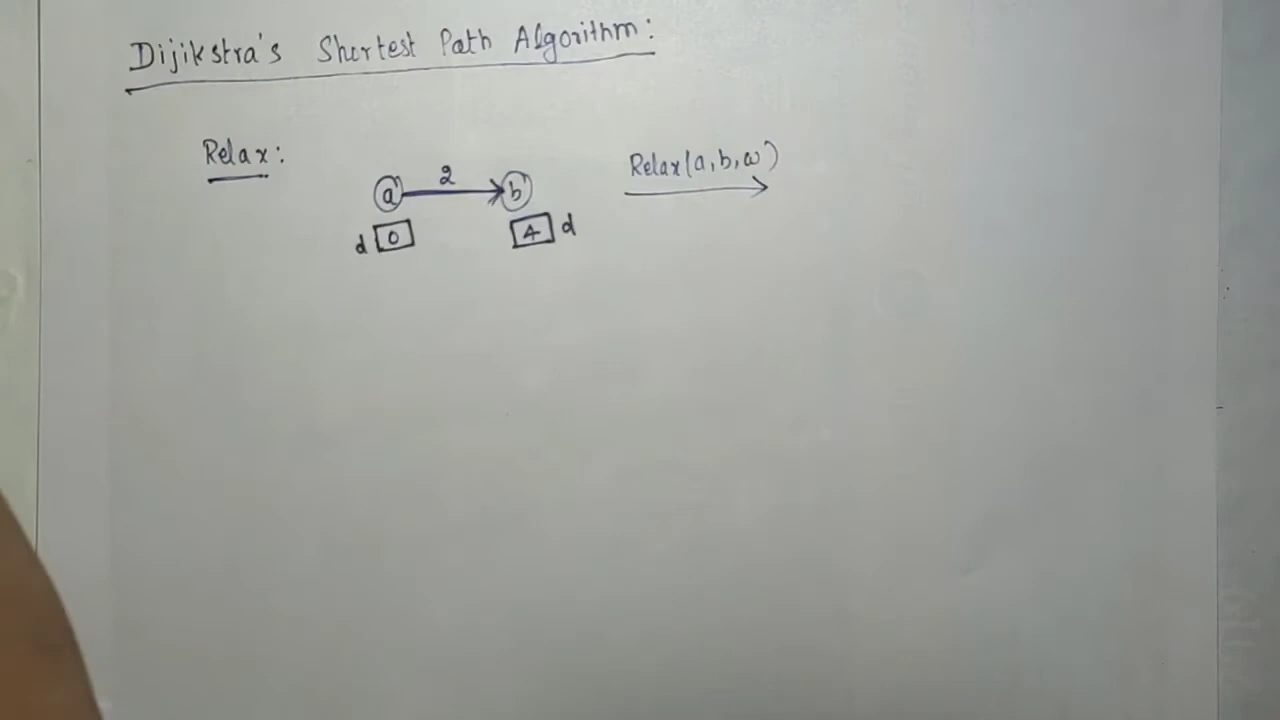 Dijikstra's Shortest Path Algorithm:
Relax:
a 2 b
Relax(a,b,w)
d 0
4 d